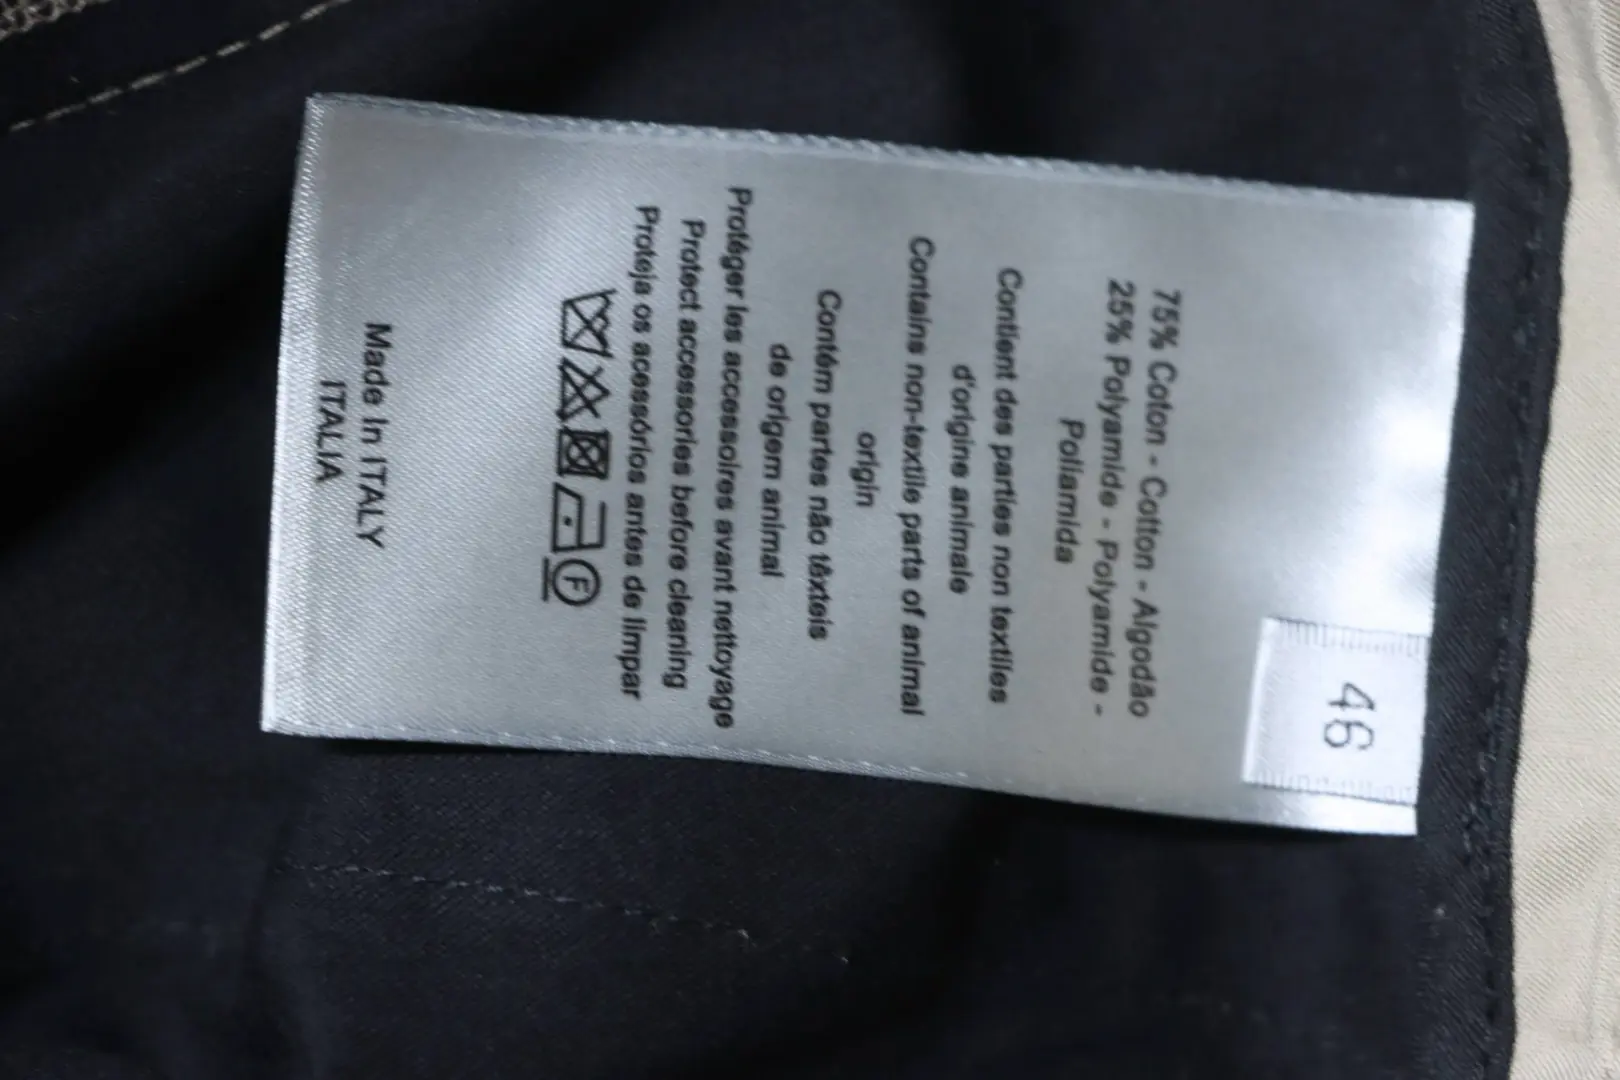 46
75% Coton - Cotton - Algodão
25% Polyamide - Polyamide -
Poliamida
Contient des parties non textiles
d'origine animale
Contains non-textile parts of animal
origin
Contém partes não têxteis
de origem animal
Protéger les accessoires avant nettoyage
Protect accessories before cleaning
Proteja os acessórios antes de limpar
F
Made In ITALY
ITALIA